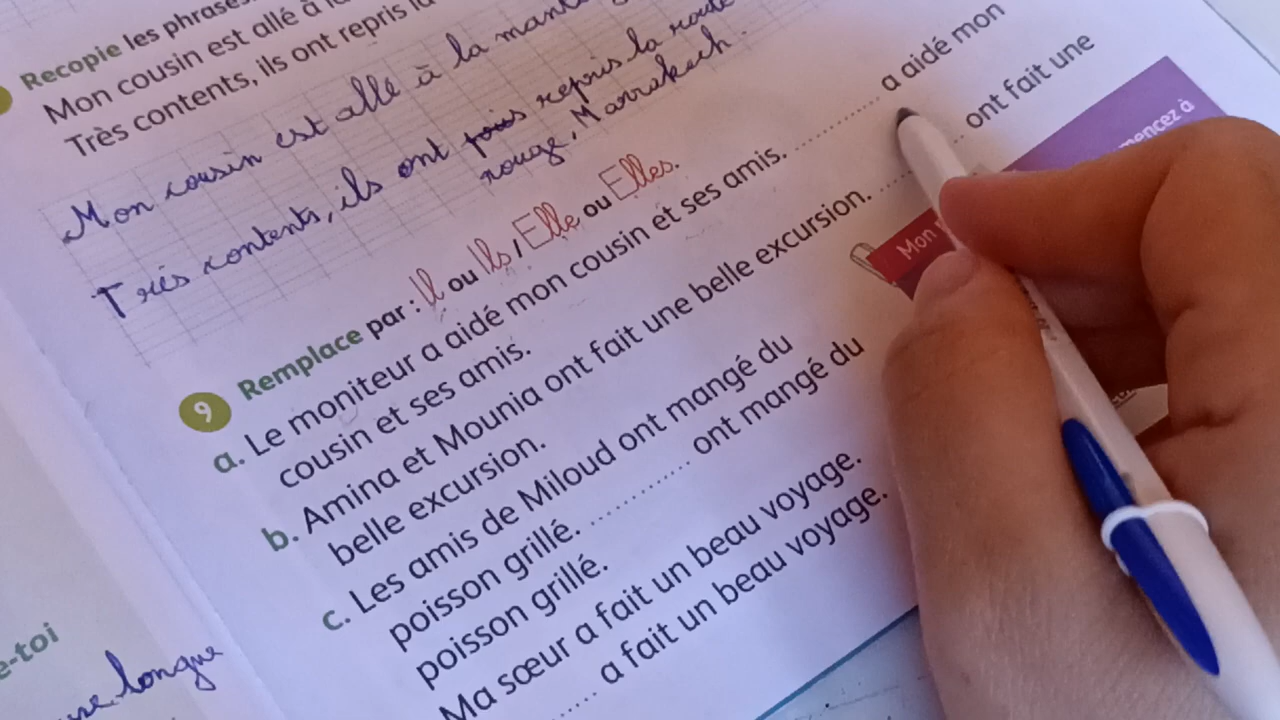 Recopie les phrases.
Mon cousin est allé à la
Très contents, ils ont repris la
Mon cousin est allé à la
Trés contents, ils ont repris la route
rouge, Marrakech.
9 Remplace par : Il ou Ils, Elle ou Elles.
a. Le moniteur a aidé mon cousin et ses amis. .......... a aidé mon
cousin et ses amis.
b. Amina et Mounia ont fait une belle excursion. .......... ont fait une
belle excursion.
c. Les amis de Miloud ont mangé du
poisson grillé. .......... ont mangé du
poisson grillé.
Ma sœur a fait un beau voyage.
...... a fait un beau voyage.
mencez à
Mon
e-toi
longue